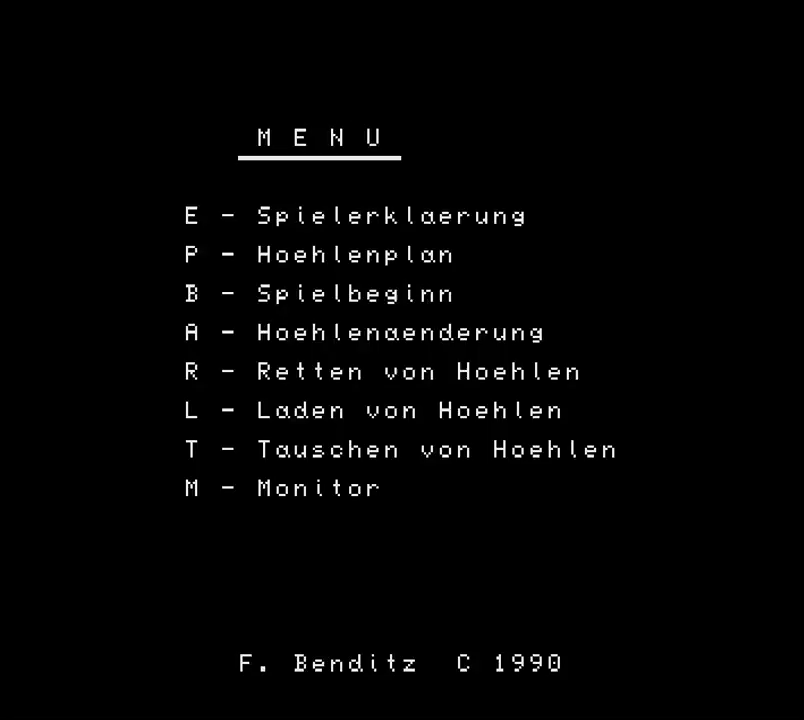 M E N U
E - Spielerklaerung
P - Hoehlenplan
B - Spielbeginn
A - Hoehlenaenderung
R - Retten von Hoehlen
L - Laden von Hoehlen
T - Tauschen von Hoehlen
M - Monitor
F. Benditz  C 1990